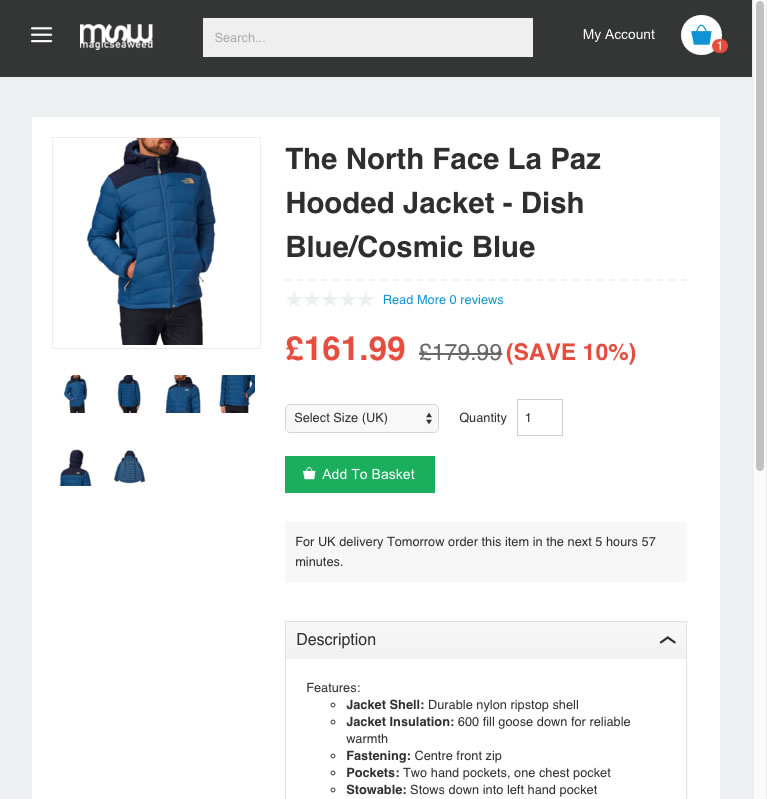 msw
magicseaweed
Search...
My Account
1
The North Face La Paz
Hooded Jacket - Dish
Blue/Cosmic Blue
Read More 0 reviews
£161.99 £179.99 (SAVE 10%)
Select Size (UK)
Quantity
1
Add To Basket
For UK delivery Tomorrow order this item in the next 5 hours 57
minutes.
Description
Features:
Jacket Shell: Durable nylon ripstop shell
Jacket Insulation: 600 fill goose down for reliable
warmth
Fastening: Centre front zip
Pockets: Two hand pockets, one chest pocket
Stowable: Stows down into left hand pocket